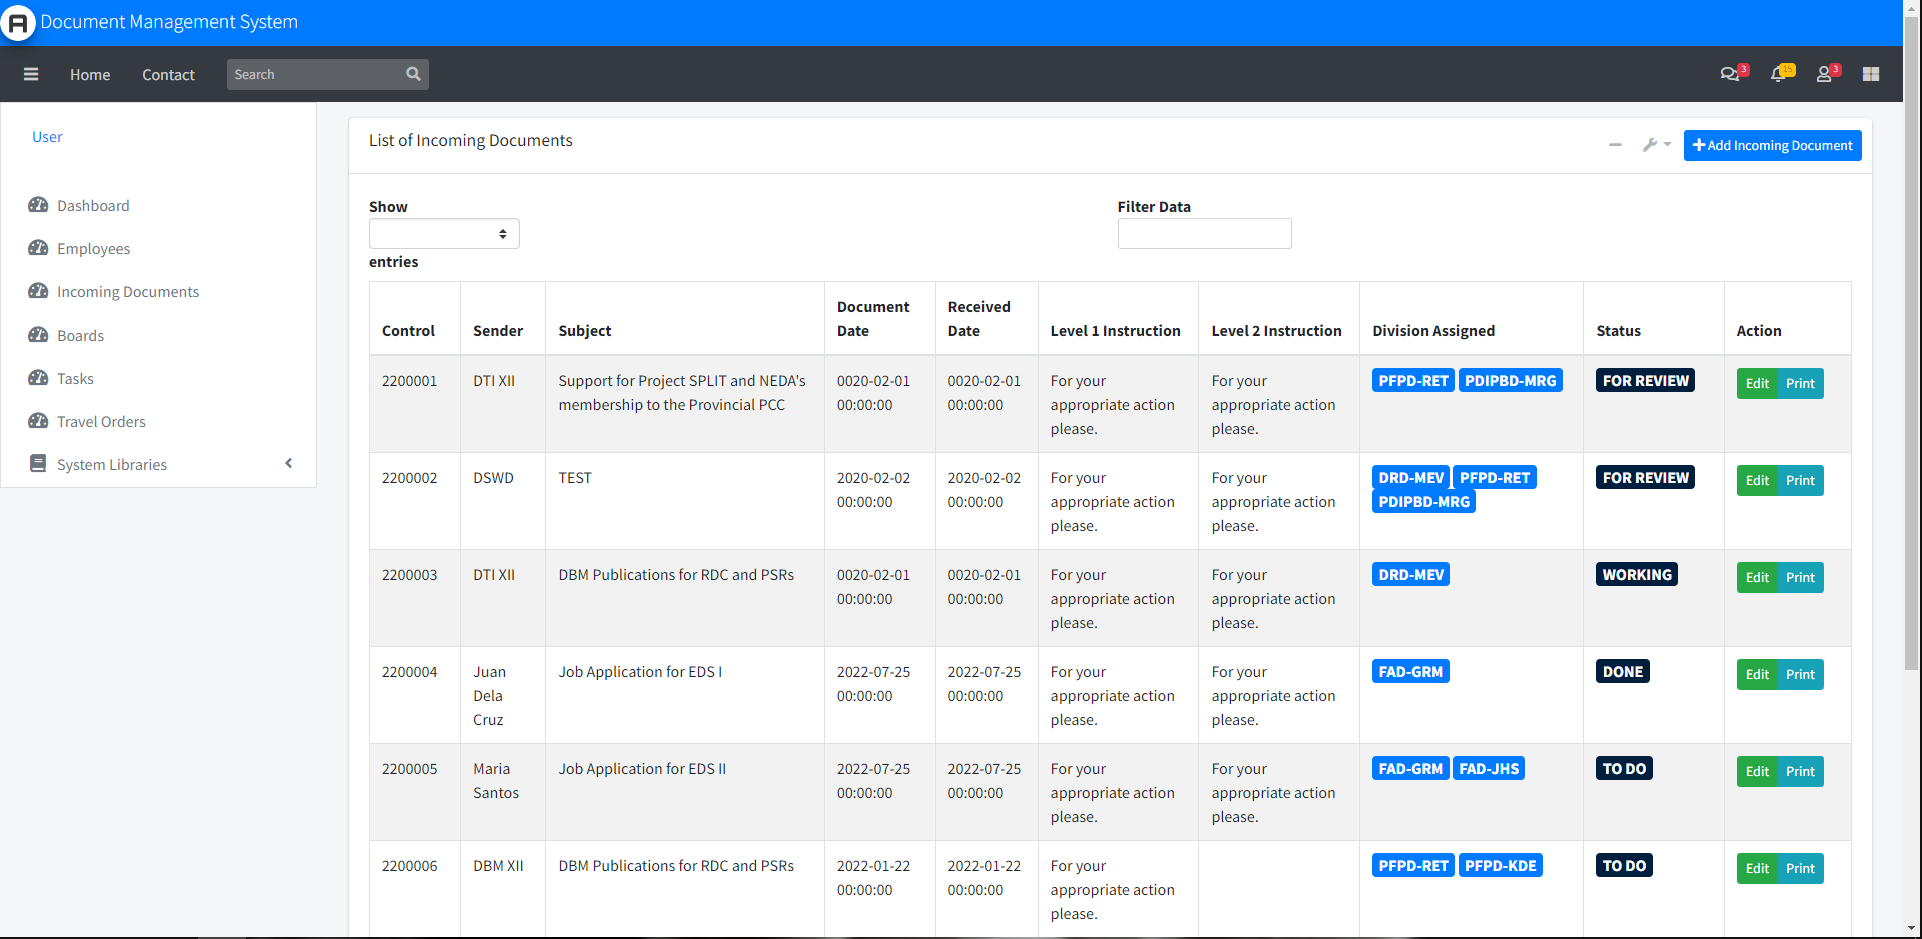 Document Management System
Home Contact Search 3 15 3
User
Dashboard
Employees
Incoming Documents
Boards
Tasks
Travel Orders
System Libraries
List of Incoming Documents
Add Incoming Document
Show
Filter Data
entries
Control Sender Subject Document Date Received Date Level 1 Instruction Level 2 Instruction Division Assigned Status Action
2200001 DTI XII Support for Project SPLIT and NEDA's membership to the Provincial PCC 0020-02-01 00:00:00 0020-02-01 00:00:00 For your appropriate action please. For your appropriate action please. PFPD-RET PDIPBD-MRG FOR REVIEW Edit Print
2200002 DSWD TEST 2020-02-02 00:00:00 2020-02-02 00:00:00 For your appropriate action please. For your appropriate action please. DRD-MEV PFPD-RET PDIPBD-MRG FOR REVIEW Edit Print
2200003 DTI XII DBM Publications for RDC and PSRs 0020-02-01 00:00:00 0020-02-01 00:00:00 For your appropriate action please. For your appropriate action please. DRD-MEV WORKING Edit Print
2200004 Juan Dela Cruz Job Application for EDS I 2022-07-25 00:00:00 2022-07-25 00:00:00 For your appropriate action please. For your appropriate action please. FAD-GRM DONE Edit Print
2200005 Maria Santos Job Application for EDS II 2022-07-25 00:00:00 2022-07-25 00:00:00 For your appropriate action please. For your appropriate action please. FAD-GRM FAD-JHS TO DO Edit Print
2200006 DBM XII DBM Publications for RDC and PSRs 2022-01-22 00:00:00 2022-01-22 00:00:00 For your appropriate action please. PFPD-RET PFPD-KDE TO DO Edit Print